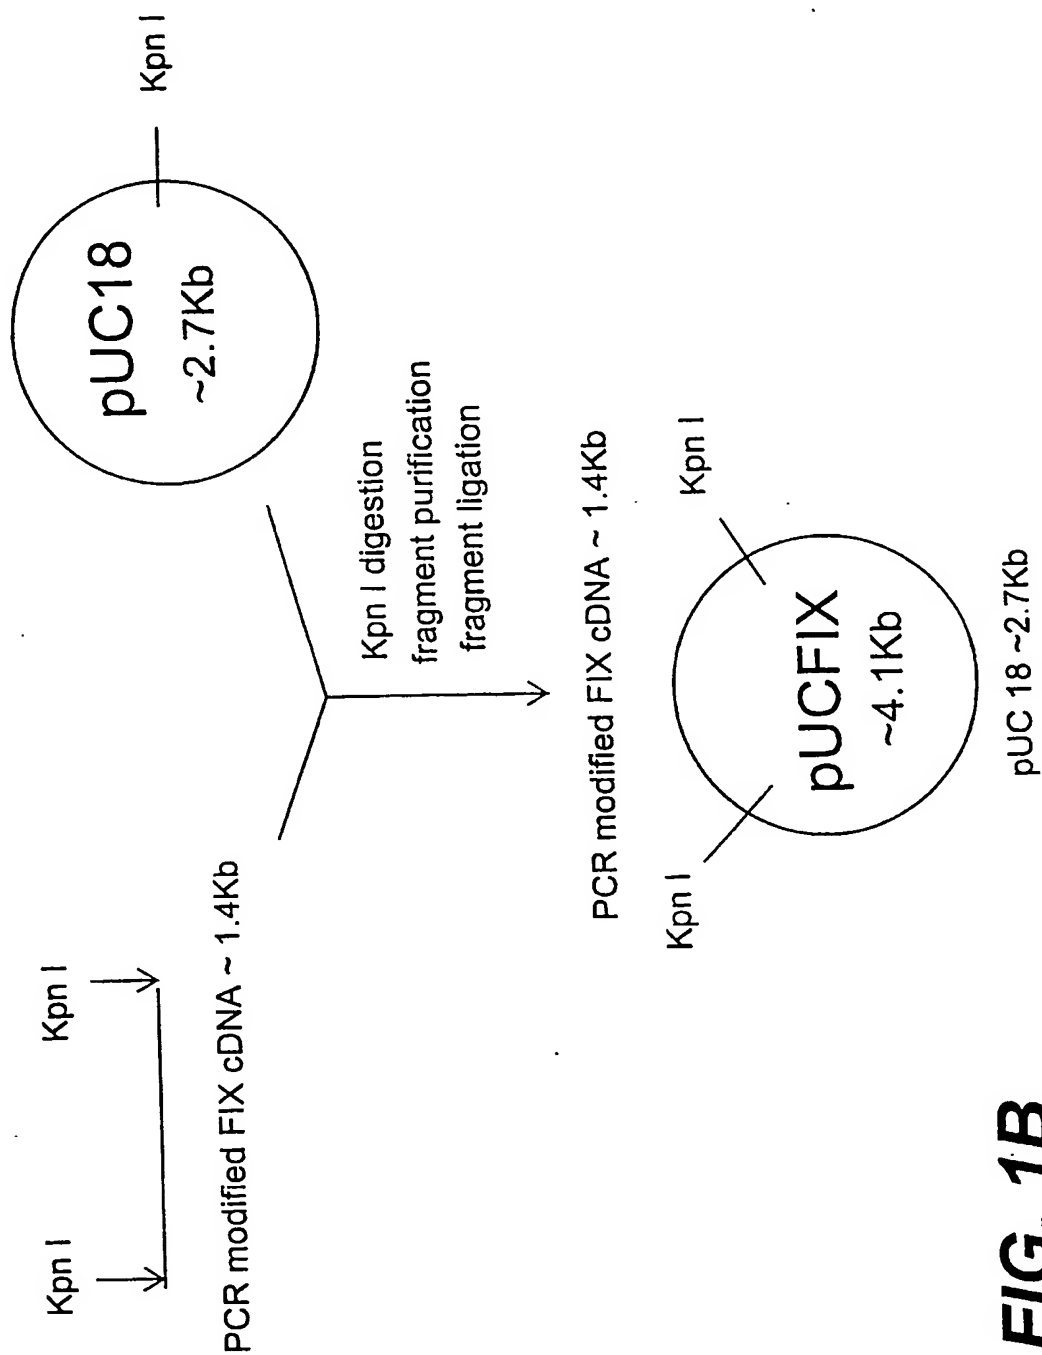 Kpn I
Kpn I
PCR modified FIX cDNA ~ 1.4Kb
pUC18
~2.7Kb
Kpn I
Kpn I digestion
fragment purification
fragment ligation
PCR modified FIX cDNA ~ 1.4Kb
Kpn I
Kpn I
pUCFIX
~4.1Kb
pUC 18 ~2.7Kb
FIG. 1B